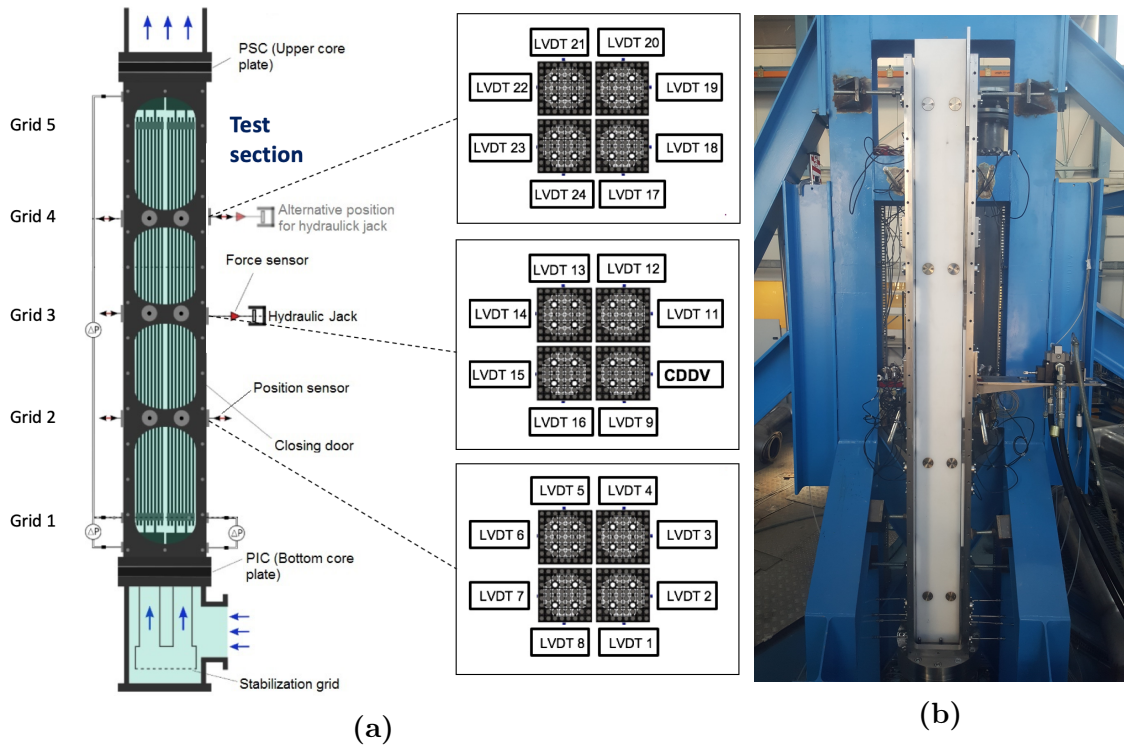 PSC (Upper core
plate)
Grid 5
Test
section
Grid 4
Alternative position
for hydraulick jack
Force sensor
Grid 3
Hydraulic Jack
ΔP
Position sensor
Grid 2
Closing door
Grid 1
ΔP
ΔP
PIC (Bottom core
plate)
Stabilization grid
LVDT 21
LVDT 20
LVDT 22
LVDT 19
LVDT 23
LVDT 18
LVDT 24
LVDT 17
LVDT 13
LVDT 12
LVDT 14
LVDT 11
LVDT 15
CDDV
LVDT 16
LVDT 9
LVDT 5
LVDT 4
LVDT 6
LVDT 3
LVDT 7
LVDT 2
LVDT 8
LVDT 1
(a)
(b)